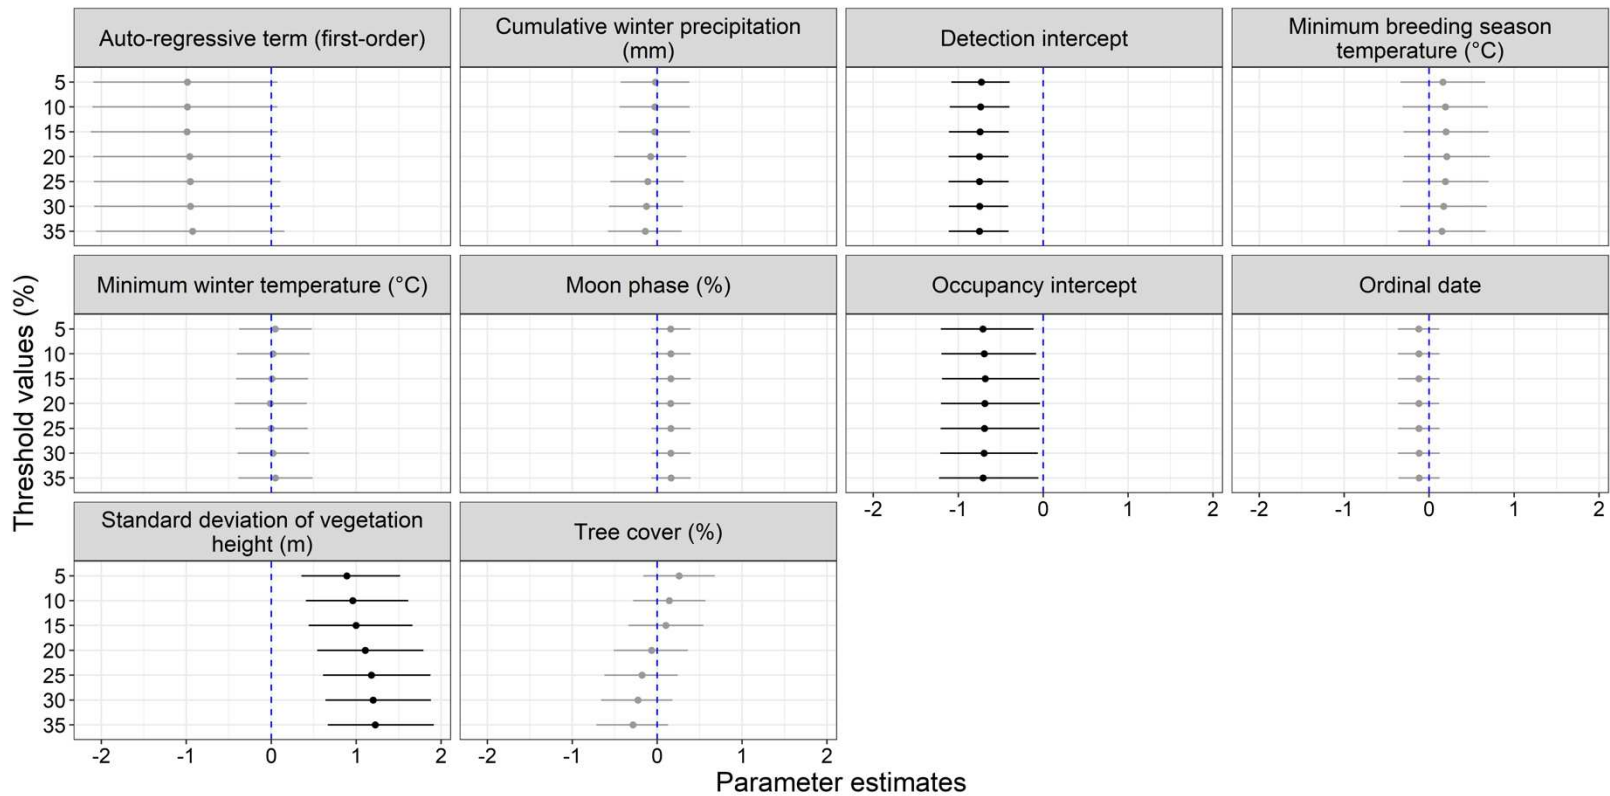 Auto-regressive term (first-order)
Cumulative winter precipitation
(mm)
Detection intercept
Minimum breeding season
temperature (°C)
5
10
15
20
25
30
35
Threshold values (%)
Minimum winter temperature (°C)
Moon phase (%)
Occupancy intercept
Ordinal date
5
10
15
20
25
30
35
-2 -1 0 1 2
-2 -1 0 1 2
Standard deviation of vegetation
height (m)
Tree cover (%)
5
10
15
20
25
30
35
-2 -1 0 1 2
-2 -1 0 1 2
Parameter estimates